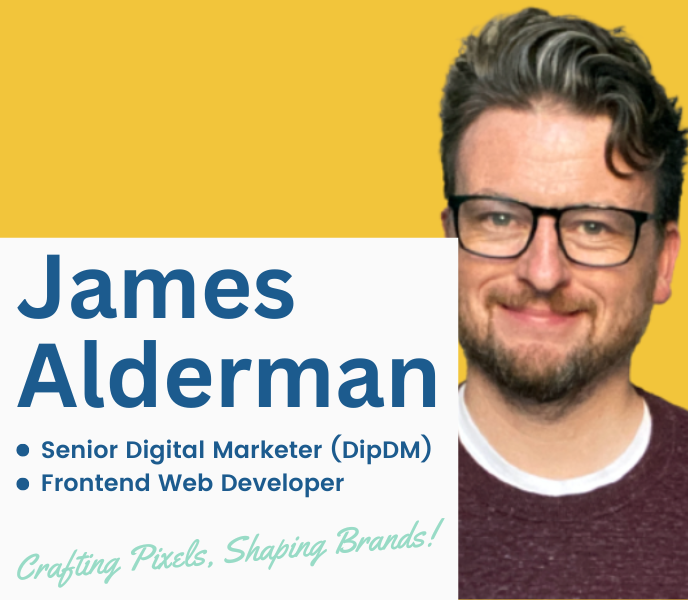 James
Alderman
Senior Digital Marketer (DipDM)
Frontend Web Developer
Crafting Pixels, Shaping Brands!